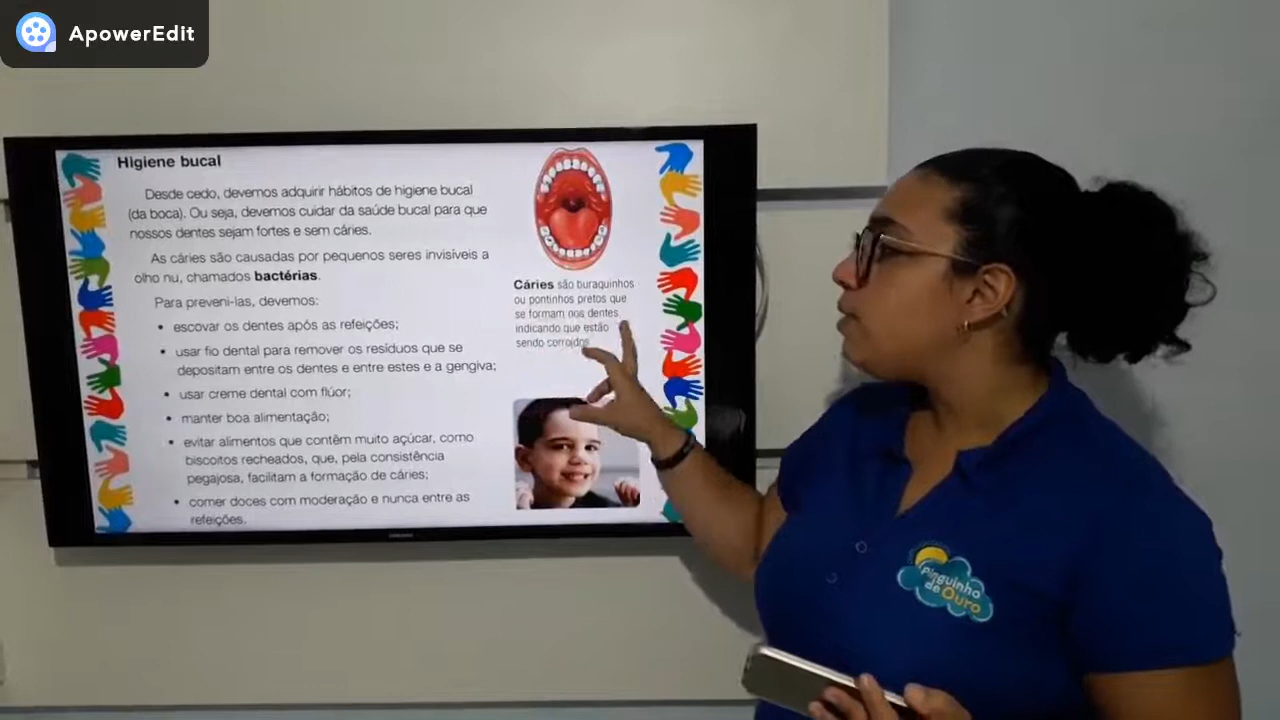 ApowerEdit
Higiene bucal
Desde cedo, devemos adquirir hábitos de higiene bucal
(da boca). Ou seja, devemos cuidar da saúde bucal para que
nossos dentes sejam fortes e sem cáries.
As cáries são causadas por pequenos seres invisíveis a
olho nu, chamados bactérias.
Para preveni-las, devemos:
• escovar os dentes após as refeições;
• usar fio dental para remover os resíduos que se
depositam entre os dentes e entre estes e a gengiva;
• usar creme dental com flúor;
• manter boa alimentação;
• evitar alimentos que contêm muito açúcar, como
biscoitos recheados, que, pela consistência
pegajosa, facilitam a formação de cáries;
• comer doces com moderação e nunca entre as
refeições.
Cáries são buraquinhos
ou pontinhos pretos que
se formam nos dentes,
indicando que estão
sendo corroídos
SAMSUNG
Pinguinho
de Ouro